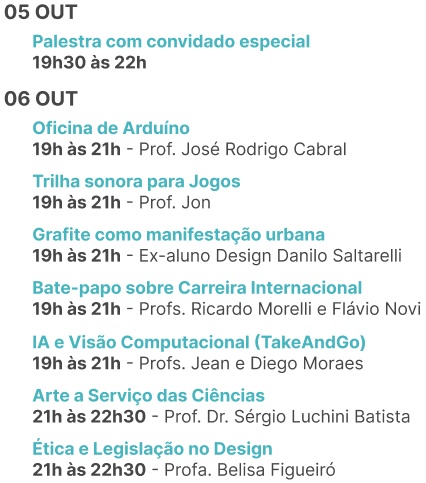 05 OUT
Palestra com convidado especial
19h30 às 22h
06 OUT
Oficina de Arduíno
19h às 21h - Prof. José Rodrigo Cabral
Trilha sonora para Jogos
19h às 21h - Prof. Jon
Grafite como manifestação urbana
19h às 21h - Ex-aluno Design Danilo Saltarelli
Bate-papo sobre Carreira Internacional
19h às 21h - Profs. Ricardo Morelli e Flávio Novi
IA e Visão Computacional (TakeAndGo)
19h às 21h - Profs. Jean e Diego Moraes
Arte a Serviço das Ciências
21h às 22h30 - Prof. Dr. Sérgio Luchini Batista
Ética e Legislação no Design
21h às 22h30 - Profa. Belisa Figueiró